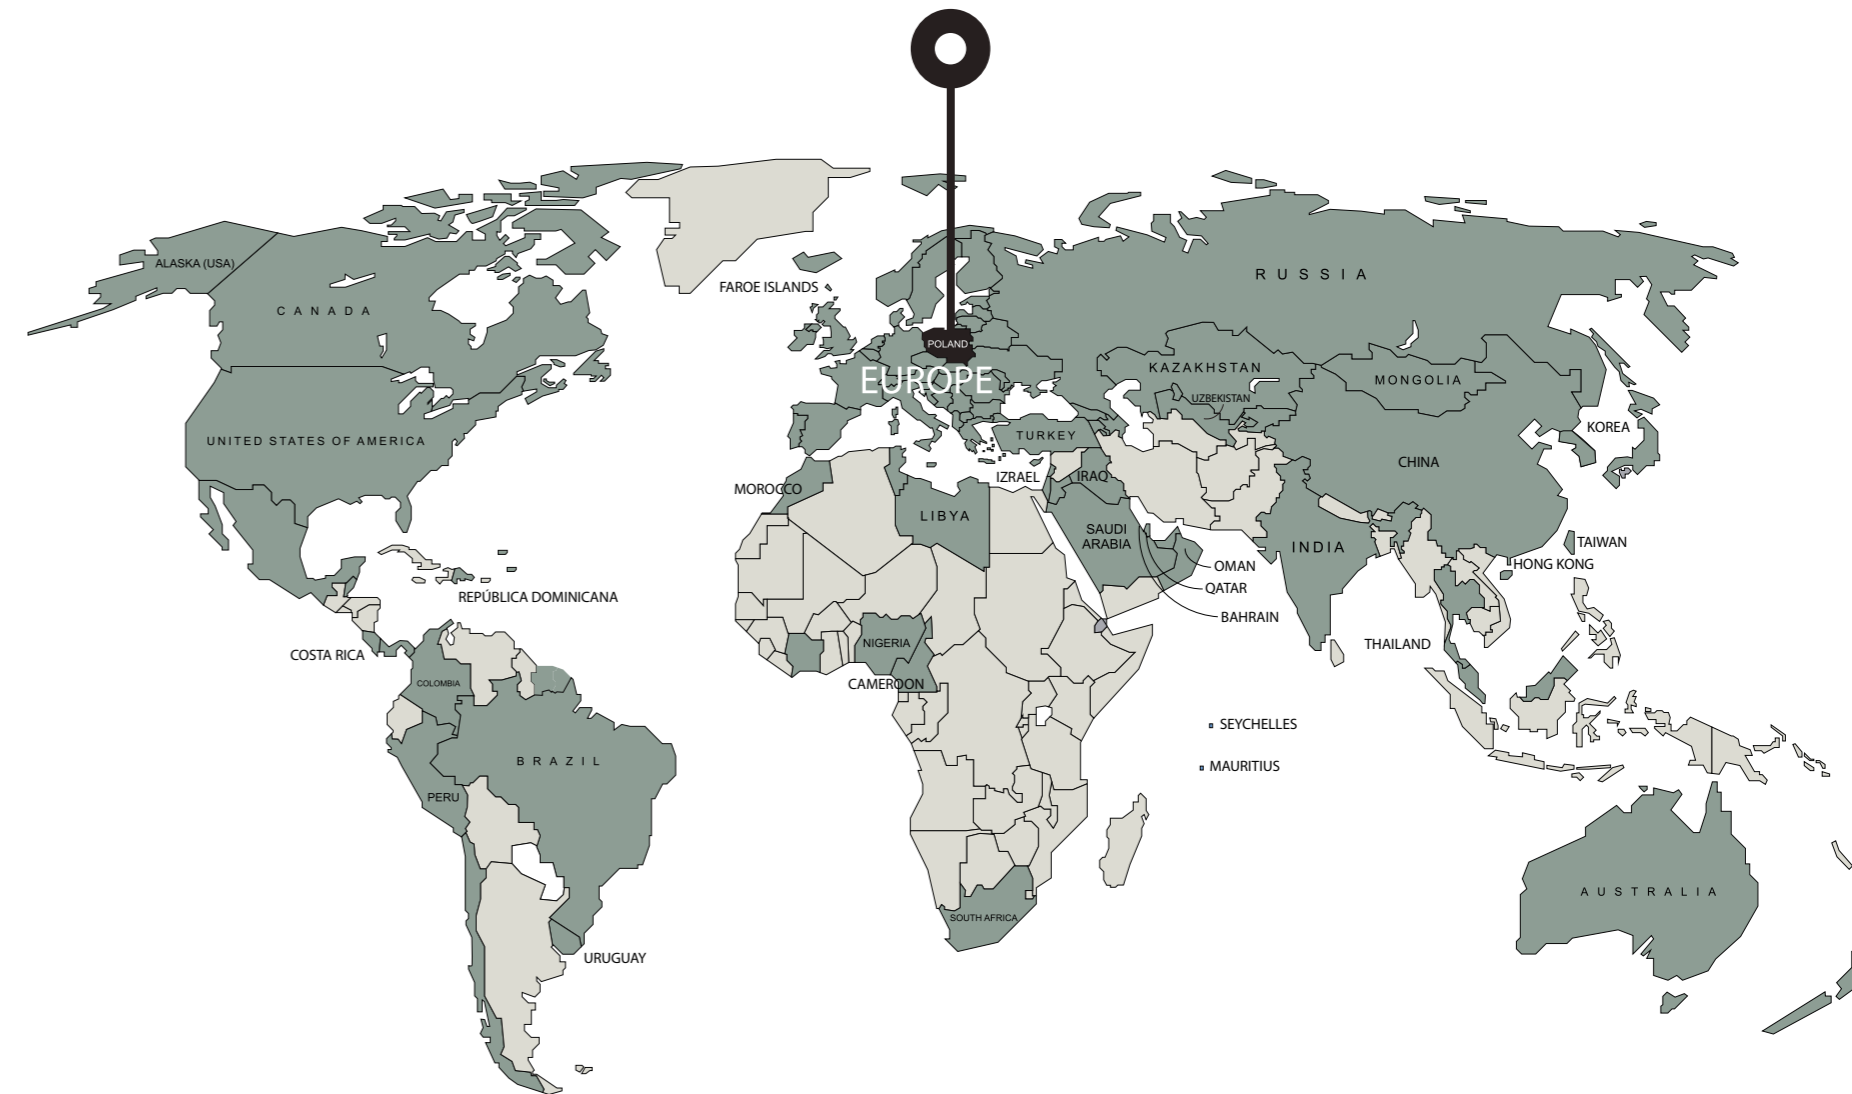 RUSSIA
ALASKA (USA)
FAROE ISLANDS
CANADA
POLAND
EUROPE
KAZAKHSTAN
MONGOLIA
UZBEKISTAN
KOREA
UNITED STATES OF AMERICA
TURKEY
CHINA
IZRAEL
IRAQ
MOROCCO
LIBYA
SAUDI
ARABIA
INDIA
TAIWAN
HONG KONG
OMAN
QATAR
REPÚBLICA DOMINICANA
BAHRAIN
NIGERIA
THAILAND
COSTA RICA
COLOMBIA
CAMEROON
SEYCHELLES
BRAZIL
MAURITIUS
PERU
AUSTRALIA
SOUTH AFRICA
URUGUAY